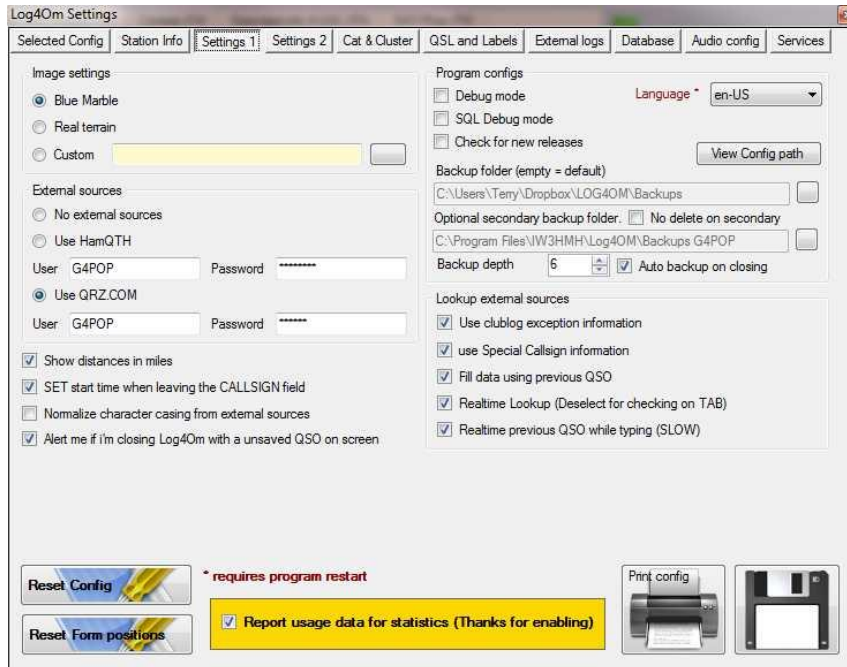 Log4Om Settings
Selected Config Station Info Settings 1 Settings 2 Cat & Cluster QSL and Labels External logs Database Audio config Services
Image settings
Blue Marble
Real terrain
Custom
External sources
No external sources
Use HamQTH
User G4POP Password ********
Use QRZ.COM
User G4POP Password ******
Show distances in miles
SET start time when leaving the CALLSIGN field
Normalize character casing from external sources
Alert me if i'm closing Log4Om with a unsaved QSO on screen
Program configs
Debug mode Language * en-US
SQL Debug mode
Check for new releases
View Config path
Backup folder (empty = default)
C:\Users\Terry\Dropbox\LOG4OM\Backups
Optional secondary backup folder. No delete on secondary
C:\Program Files\IW3HMH\Log4OM\Backups G4POP
Backup depth 6 Auto backup on closing
Lookup external sources
Use clublog exception information
use Special Callsign information
Fill data using previous QSO
Realtime Lookup (Deselect for checking on TAB)
Realtime previous QSO while typing (SLOW)
Reset Config
* requires program restart
Print config
Reset Form positions
Report usage data for statistics (Thanks for enabling)